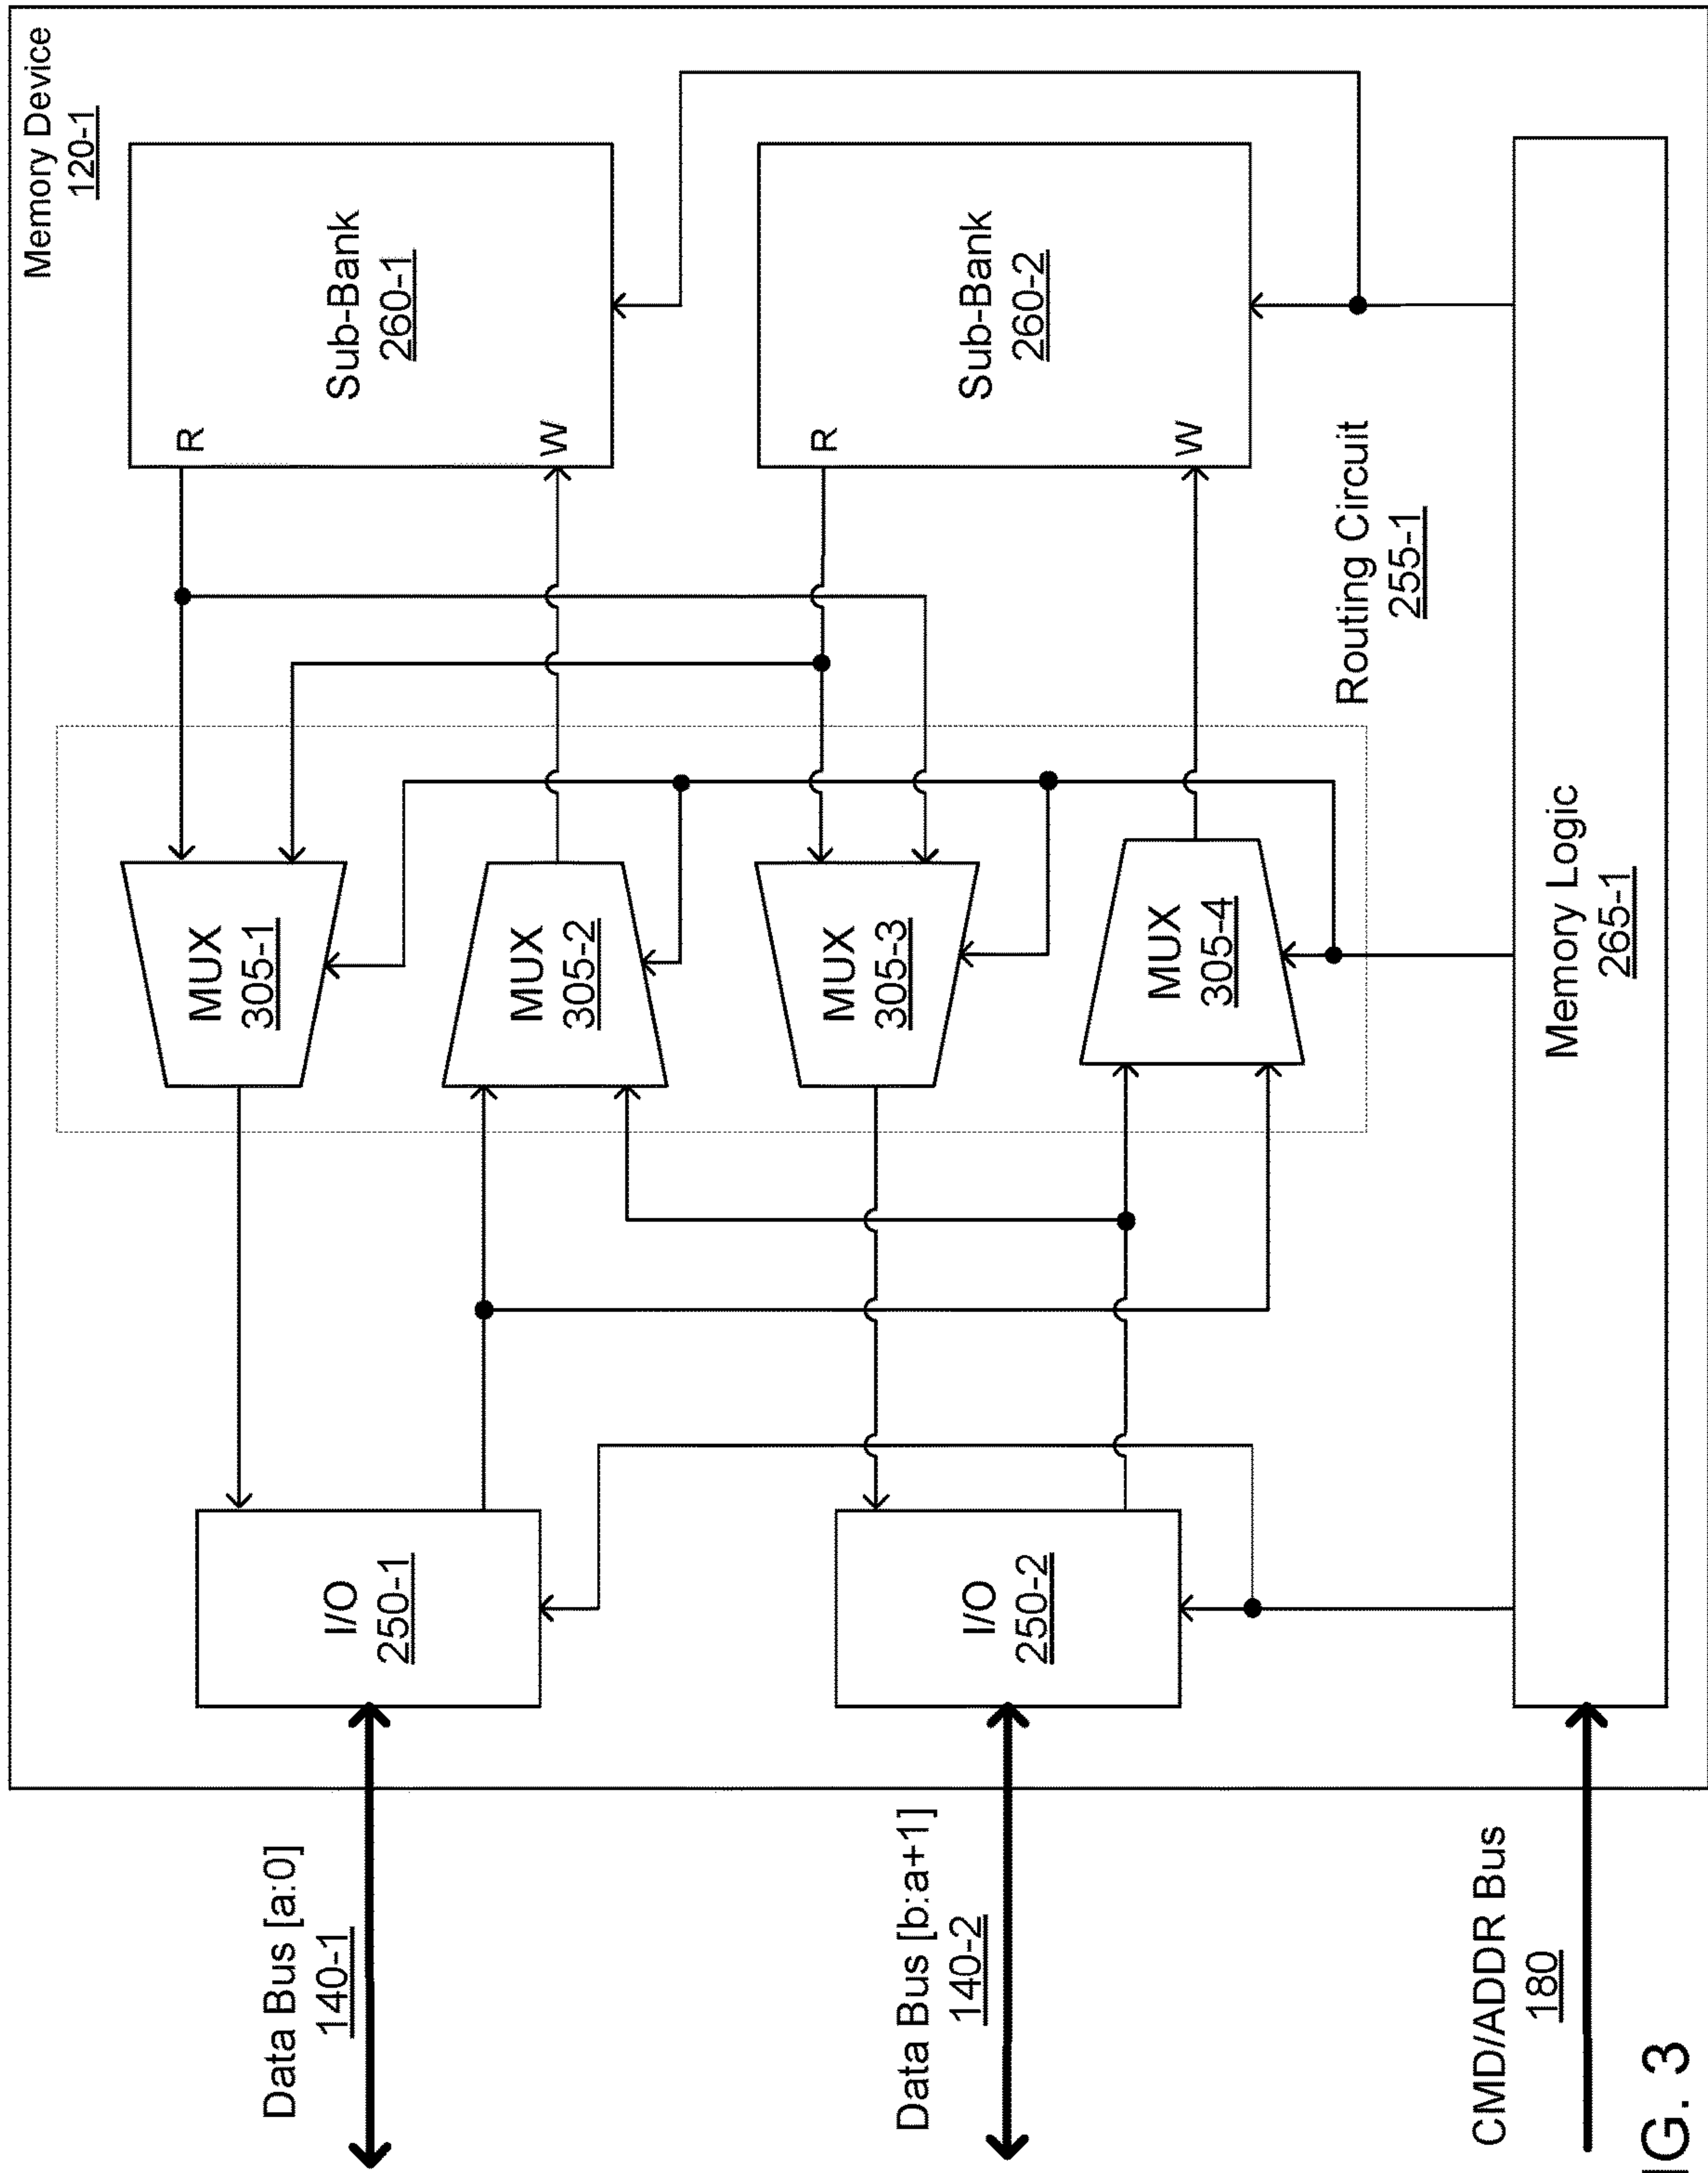 Memory Device
120-1
Data Bus [a:0]
140-1
I/O
250-1
MUX
305-1
R
Sub-Bank
260-1
W
MUX
305-2
Data Bus [b:a+1]
140-2
I/O
250-2
MUX
305-3
R
Sub-Bank
260-2
W
MUX
305-4
Routing Circuit
255-1
CMD/ADDR Bus
180
Memory Logic
265-1
IG. 3